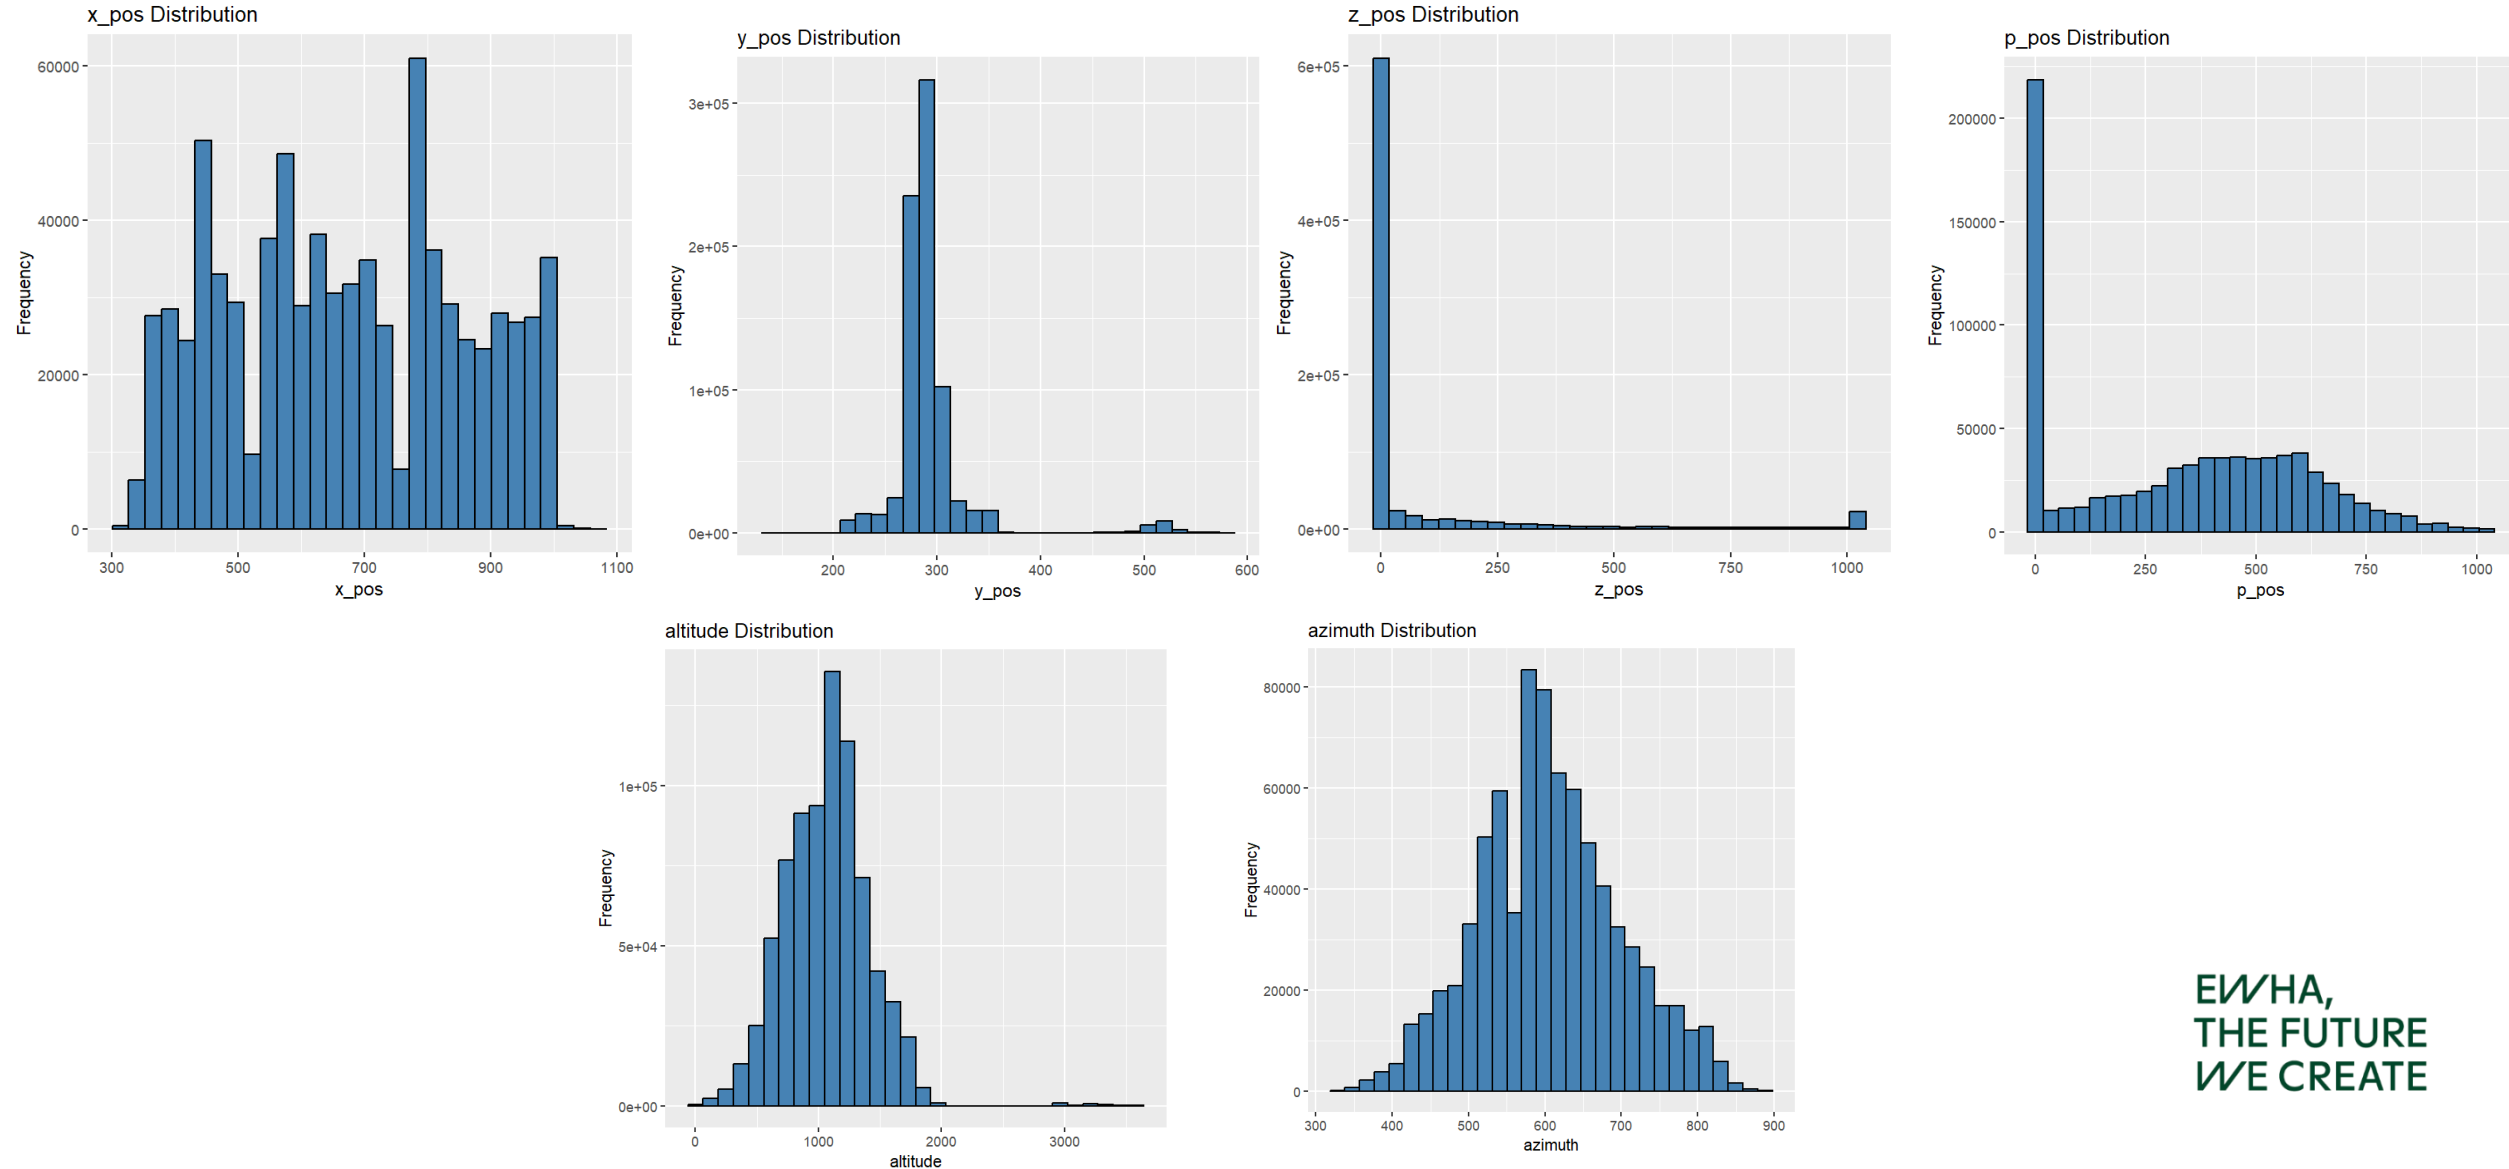 x_pos Distribution
60000
40000
20000
0
Frequency
300 500 700 900 1100
x_pos
y_pos Distribution
3e+05
2e+05
1e+05
0e+00
Frequency
200 300 400 500 600
y_pos
z_pos Distribution
6e+05
4e+05
2e+05
0e+00
Frequency
0 250 500 750 1000
z_pos
p_pos Distribution
200000
150000
100000
50000
0
Frequency
0 250 500 750 1000
p_pos
altitude Distribution
1e+05
5e+04
0e+00
Frequency
0 1000 2000 3000
altitude
azimuth Distribution
80000
60000
40000
20000
0
Frequency
300 400 500 600 700 800 900
azimuth
EWHA,
THE FUTURE
WE CREATE